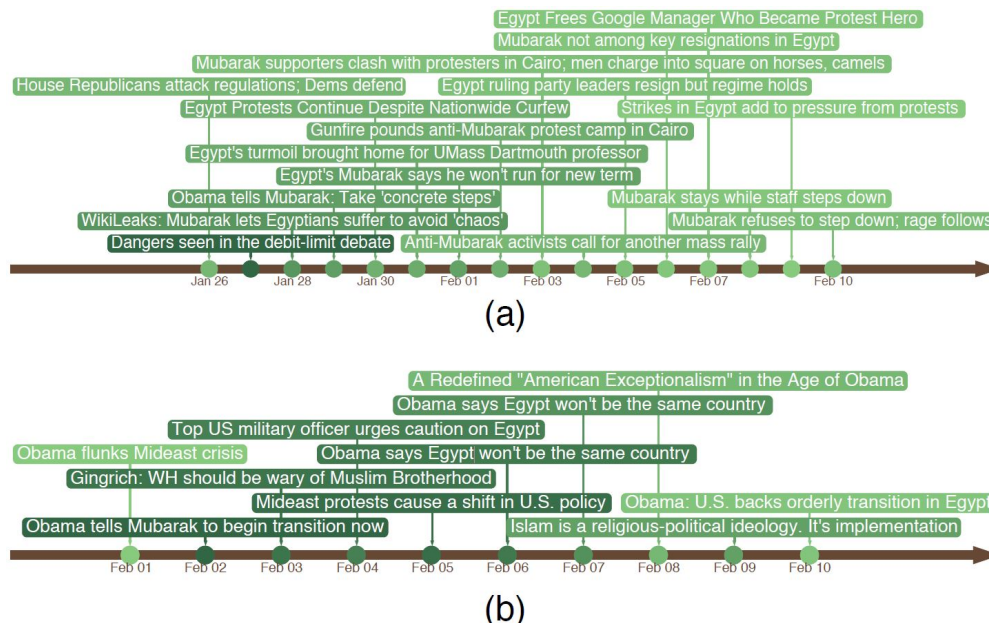 Egypt Frees Google Manager Who Became Protest Hero
Mubarak not among key resignations in Egypt
Mubarak supporters clash with protesters in Cairo; men charge into square on horses, camels
House Republicans attack regulations; Dems defend
Egypt ruling party leaders resign but regime holds
Egypt Protests Continue Despite Nationwide Curfew
Strikes in Egypt add to pressure from protests
Gunfire pounds anti-Mubarak protest camp in Cairo
Egypt's turmoil brought home for UMass Dartmouth professor
Egypt's Mubarak says he won't run for new term
Obama tells Mubarak: Take 'concrete steps'
Mubarak stays while staff steps down
WikiLeaks: Mubarak lets Egyptians suffer to avoid 'chaos'
Mubarak refuses to step down; rage follows
Dangers seen in the debit-limit debate
Anti-Mubarak activists call for another mass rally
Jan 26 Jan 28 Jan 30 Feb 01 Feb 03 Feb 05 Feb 07 Feb 10
(a)
A Redefined "American Exceptionalism" in the Age of Obama
Obama says Egypt won't be the same country
Top US military officer urges caution on Egypt
Obama flunks Mideast crisis
Obama says Egypt won't be the same country
Gingrich: WH should be wary of Muslim Brotherhood
Mideast protests cause a shift in U.S. policy
Obama: U.S. backs orderly transition in Egypt
Obama tells Mubarak to begin transition now
Islam is a religious-political ideology. It's implementation
Feb 01 Feb 02 Feb 03 Feb 04 Feb 05 Feb 06 Feb 07 Feb 08 Feb 09 Feb 10
(b)